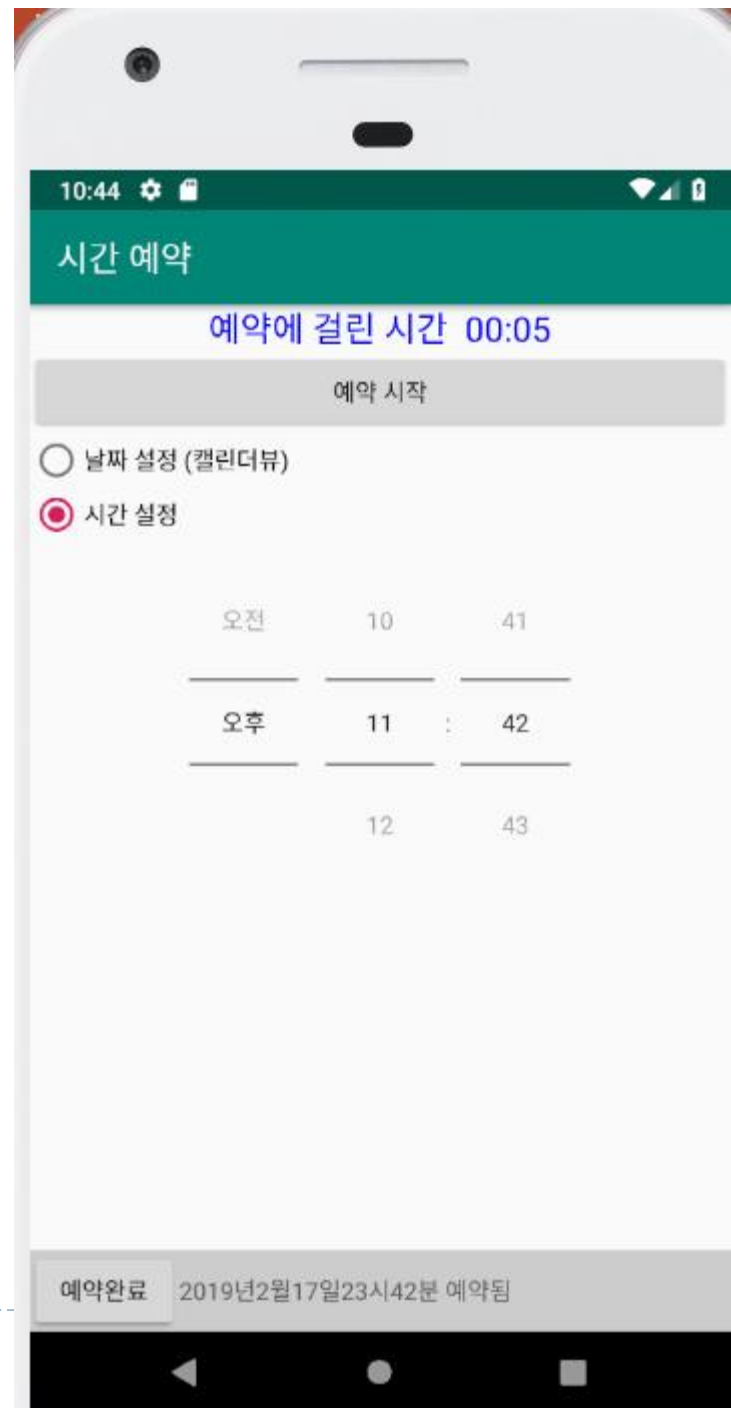 10:44
시간 예약
예약에 걸린 시간 00:05
예약 시작
날짜 설정 (캘린더뷰)
시간 설정
오전 10 41
오후 11 : 42
12 43
예약완료 2019년2월17일23시42분 예약됨